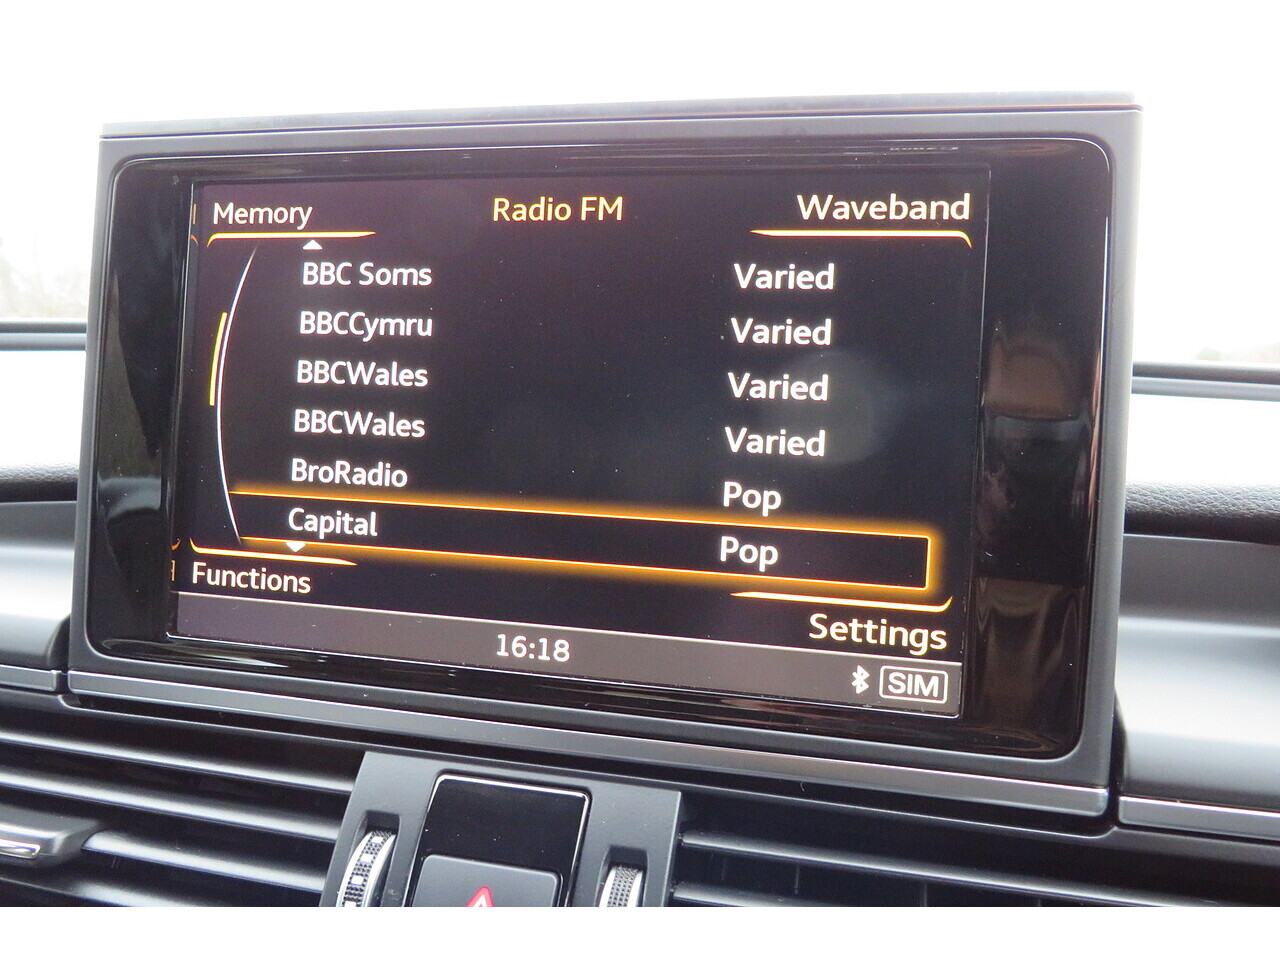 Memory Radio FM Waveband
BBC Soms Varied
BBCCymru Varied
BBCWales Varied
BBCWales Varied
BroRadio Pop
Capital Pop
Functions
Settings
16:18
SIM